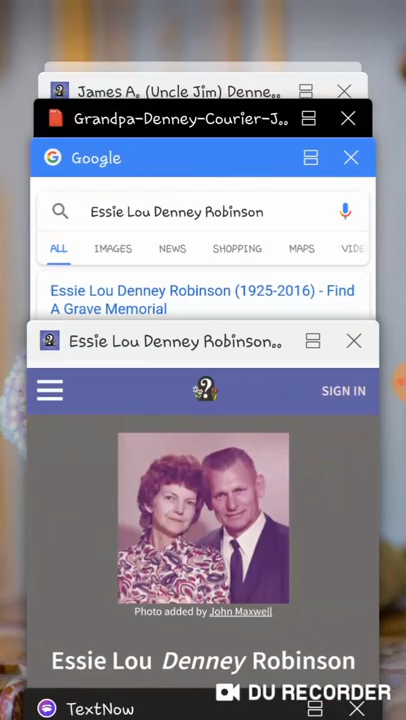 James A. (Uncle Jim) Denne..
Grandpa-Denney-Courier-J..
Google
Essie Lou Denney Robinson
ALL IMAGES NEWS SHOPPING MAPS VIDE
Essie Lou Denney Robinson (1925-2016) - Find
A Grave Memorial
Essie Lou Denney Robinson..
SIGN IN
Photo added by John Maxwell
Essie Lou Denney Robinson
DU RECORDER
TextNow